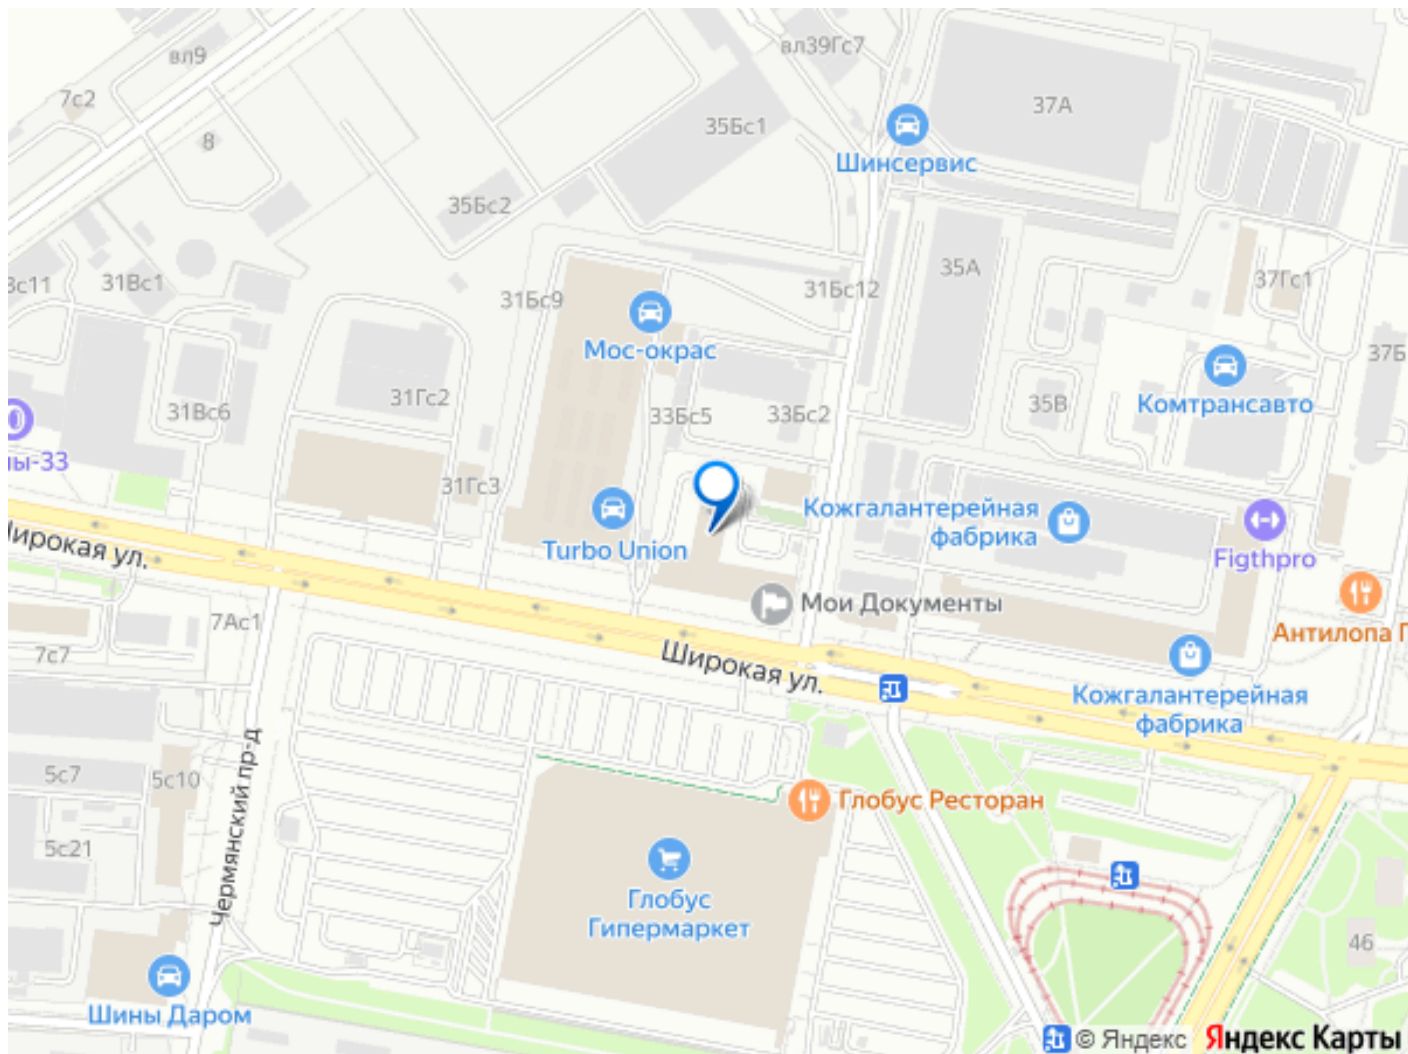 вл9
вл39Гс7
7с2
37А
35Бс1
8
Шинсервис
35Бс2
35А
3с11
31Вс1
31Бс9
31Бс12
37Гс1
Мос-окрас
37Б
31Вс6
31Гс2
33Бс5
33Бс2
35В
Комтрансавто
ны-33
31Гс3
Кожгалантерейная
фабрика
Turbo Union
Figthpro
Широкая ул.
Мои Документы
7Ас1
Антилопа Г
7с7
Широкая ул.
Кожгалантерейная
фабрика
Чермянский пр-д
5с7
5с10
Глобус Ресторан
5с21
Глобус
Гипермаркет
46
Шины Даром
© Яндекс Яндекс Карты